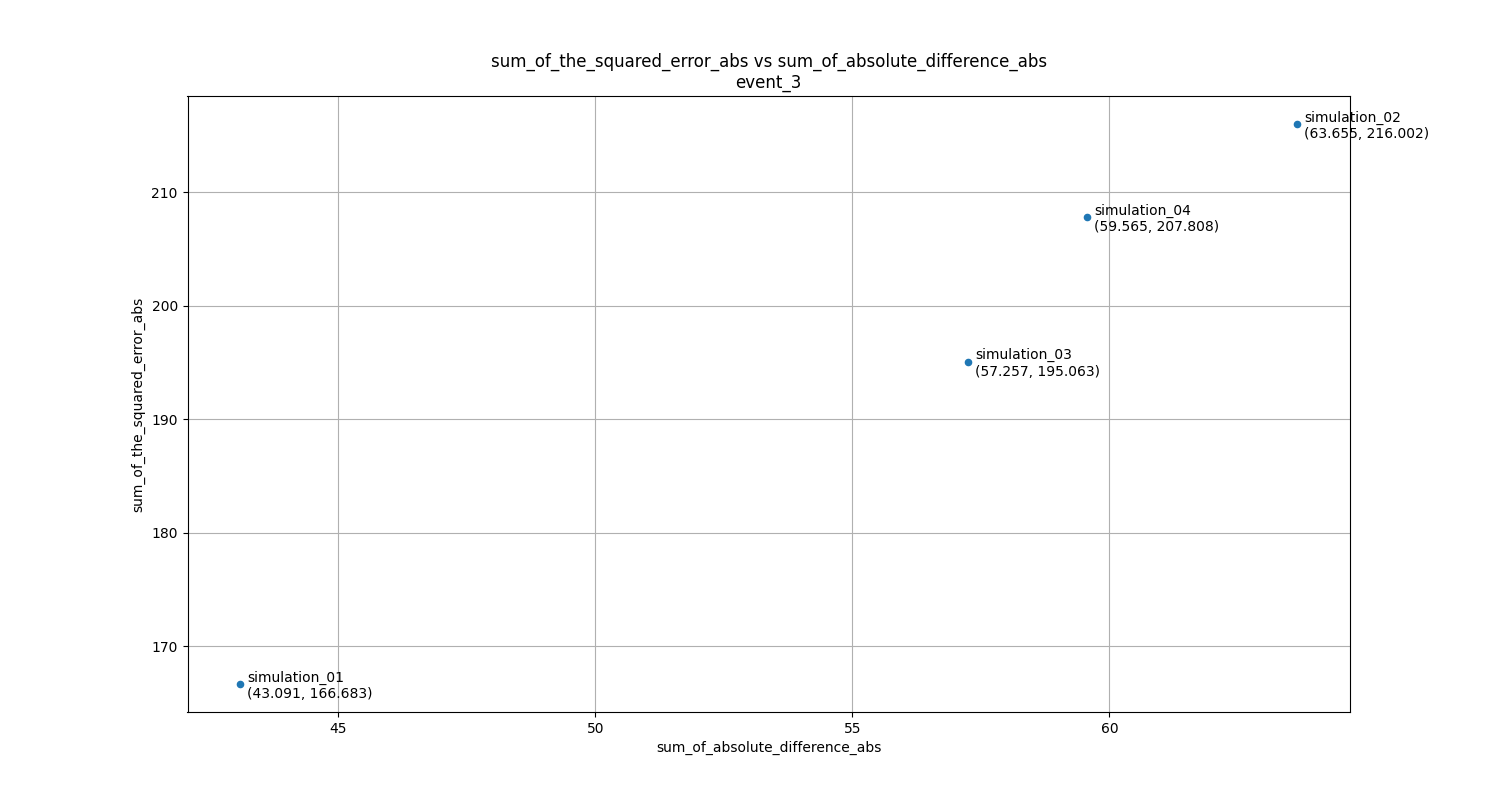 sum_of_the_squared_error_abs vs sum_of_absolute_difference_abs
event_3
simulation_02
(63.655, 216.002)
210
simulation_04
(59.565, 207.808)
200
simulation_03
(57.257, 195.063)
sum_of_the_squared_error_abs
190
180
170
simulation_01
(43.091, 166.683)
45 50 55 60
sum_of_absolute_difference_abs